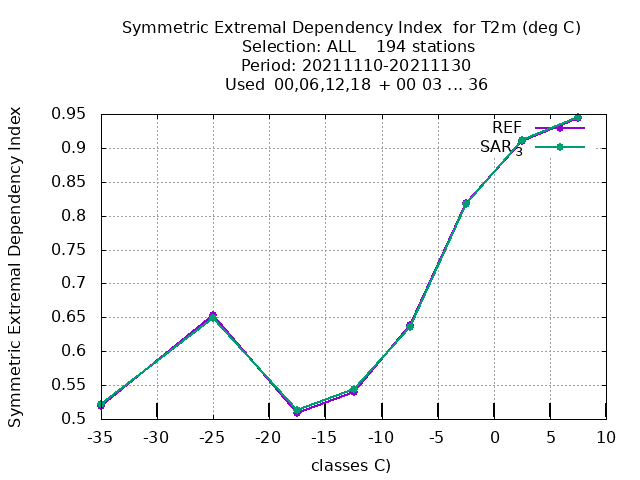 Symmetric Extremal Dependency Index for T2m (deg C)
Selection: ALL 194 stations
Period: 20211110-20211130
Used 00,06,12,18 + 00 03 ... 36
Symmetric Extremal Dependency Index
0.95
0.9
0.85
0.8
0.75
0.7
0.65
0.6
0.55
0.5
REF
SAR3
-35 -30 -25 -20 -15 -10 -5 0 5 10
classes C)